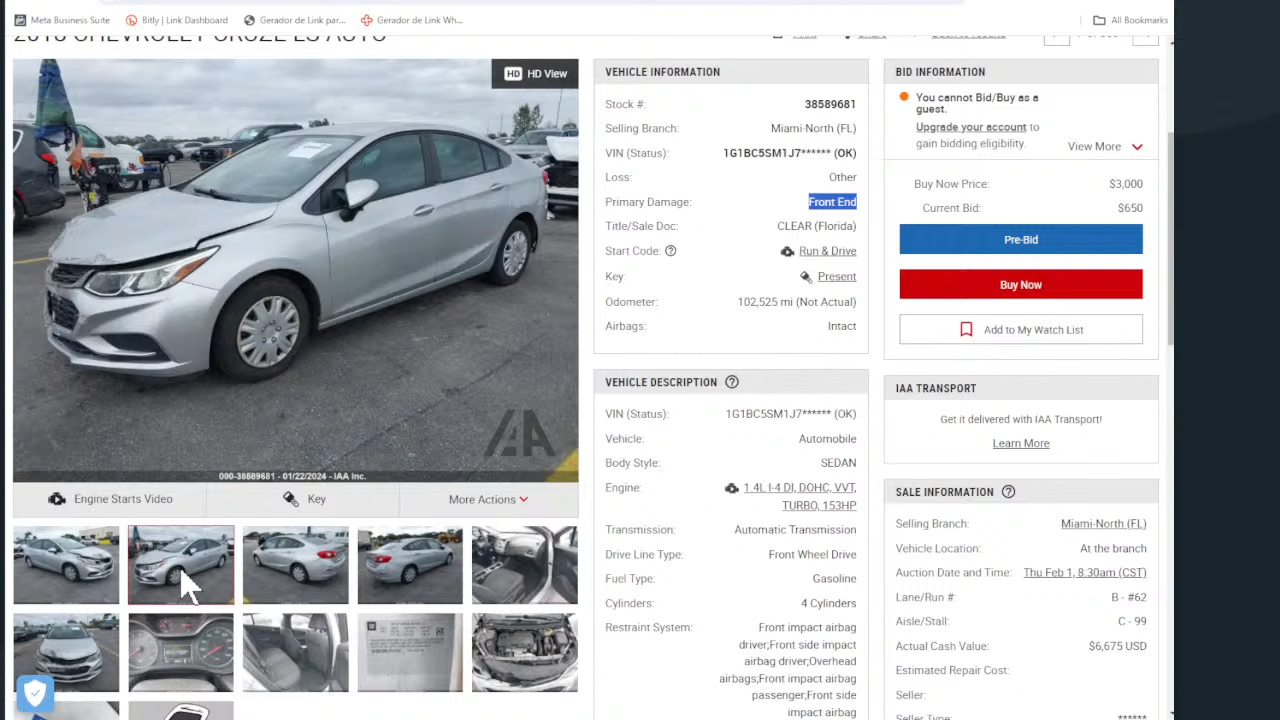 Meta Business Suite
Bitly | Link Dashboard
Gerador de Link par...
Gerador de Link Wh...
All Bookmarks
HD HD View
IAA
000-38589681 - 01/22/2024 - IAA Inc.
Engine Starts Video
Key
More Actions
VEHICLE INFORMATION
Stock #: 38589681
Selling Branch: Miami-North (FL)
VIN (Status): 1G1BC5SM1J7****** (OK)
Loss: Other
Primary Damage: Front End
Title/Sale Doc: CLEAR (Florida)
Start Code: Run & Drive
Key: Present
Odometer: 102,525 mi (Not Actual)
Airbags: Intact
VEHICLE DESCRIPTION
VIN (Status): 1G1BC5SM1J7****** (OK)
Vehicle: Automobile
Body Style: SEDAN
Engine: 1.4L I-4 DI, DOHC, VVT,
TURBO, 153HP
Transmission: Automatic Transmission
Drive Line Type: Front Wheel Drive
Fuel Type: Gasoline
Cylinders: 4 Cylinders
Restraint System: Front impact airbag
driver;Front side impact
airbag driver;Overhead
airbags;Front impact airbag
passenger;Front side
impact airbag
BID INFORMATION
You cannot Bid/Buy as a
guest.
Upgrade your account to
gain bidding eligibility.
View More
Buy Now Price: $3,000
Current Bid: $650
Pre-Bid
Buy Now
Add to My Watch List
IAA TRANSPORT
Get it delivered with IAA Transport!
Learn More
SALE INFORMATION
Selling Branch: Miami-North (FL)
Vehicle Location: At the branch
Auction Date and Time: Thu Feb 1, 8:30am (CST)
Lane/Run #: B - #62
Aisle/Stall: C - 99
Actual Cash Value: $6,675 USD
Estimated Repair Cost:
Seller:
Seller Type: ******